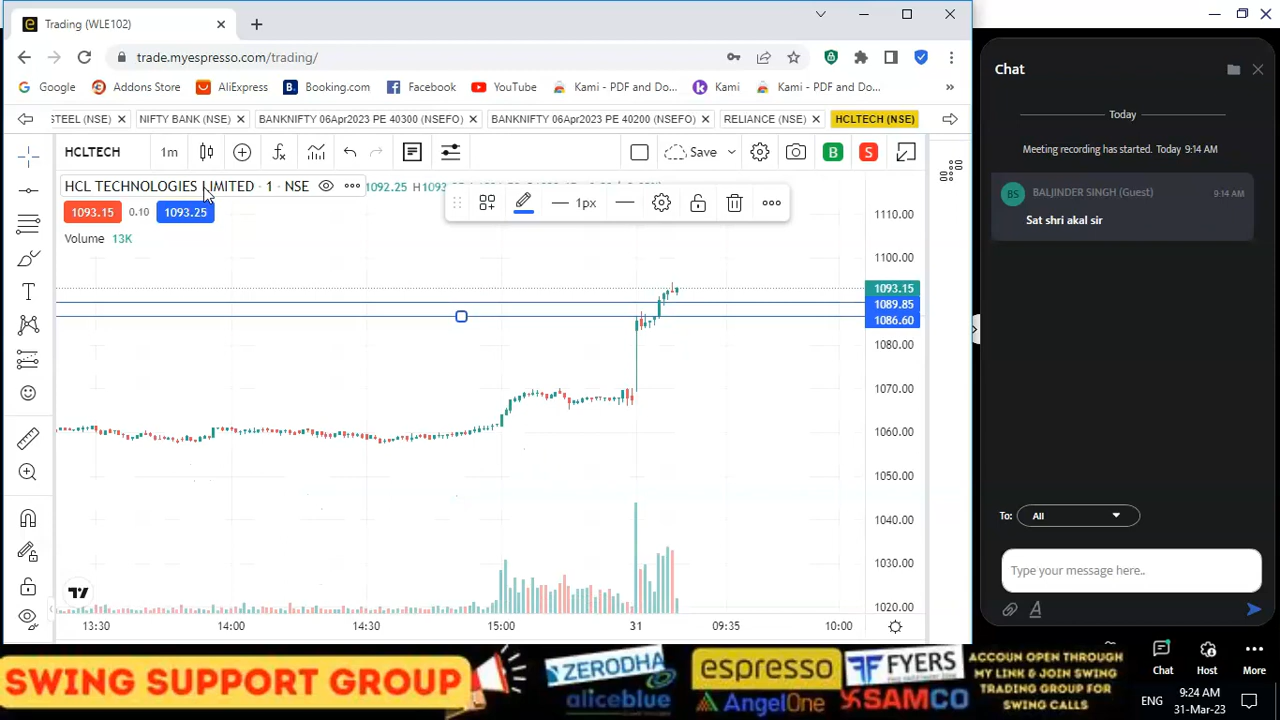 Trading (WLE102)
trade.myespresso.com/trading/
Google Addons Store AliExpress Booking.com Facebook YouTube Kami - PDF and Do... Kami Kami - PDF and Do... »
STEEL (NSE) NIFTY BANK (NSE) BANKNIFTY 06Apr2023 PE 40300 (NSEFO) BANKNIFTY 06Apr2023 PE 40200 (NSEFO) RELIANCE (NSE) HCLTECH (NSE)
HCLTECH 1m Save B S
HCL TECHNOLOGIES LIMITED · 1 · NSE
1092.25
1px
1093.15 0.10 1093.25
Volume 13K
1110.00
1100.00
1093.15
1089.85
1086.60
1080.00
1070.00
1060.00
1050.00
1040.00
1030.00
1020.00
13:30 14:00 14:30 15:00 31 09:35 10:00
Chat
Today
Meeting recording has started. Today 9:14 AM
BS BALJINDER SINGH (Guest) 9:14 AM
Sat shri akal sir
To: All
Type your message here..
Chat Host More
SWING SUPPORT GROUP
ZERODHA
aliceblue
espresso
AngelOne
FYERS
SAMCO
ACCOUN OPEN THROUGH
MY LINK & JOIN SWING
TRADING GROUP FOR
SWING CALLS
ENG 9:24 AM
31-Mar-23